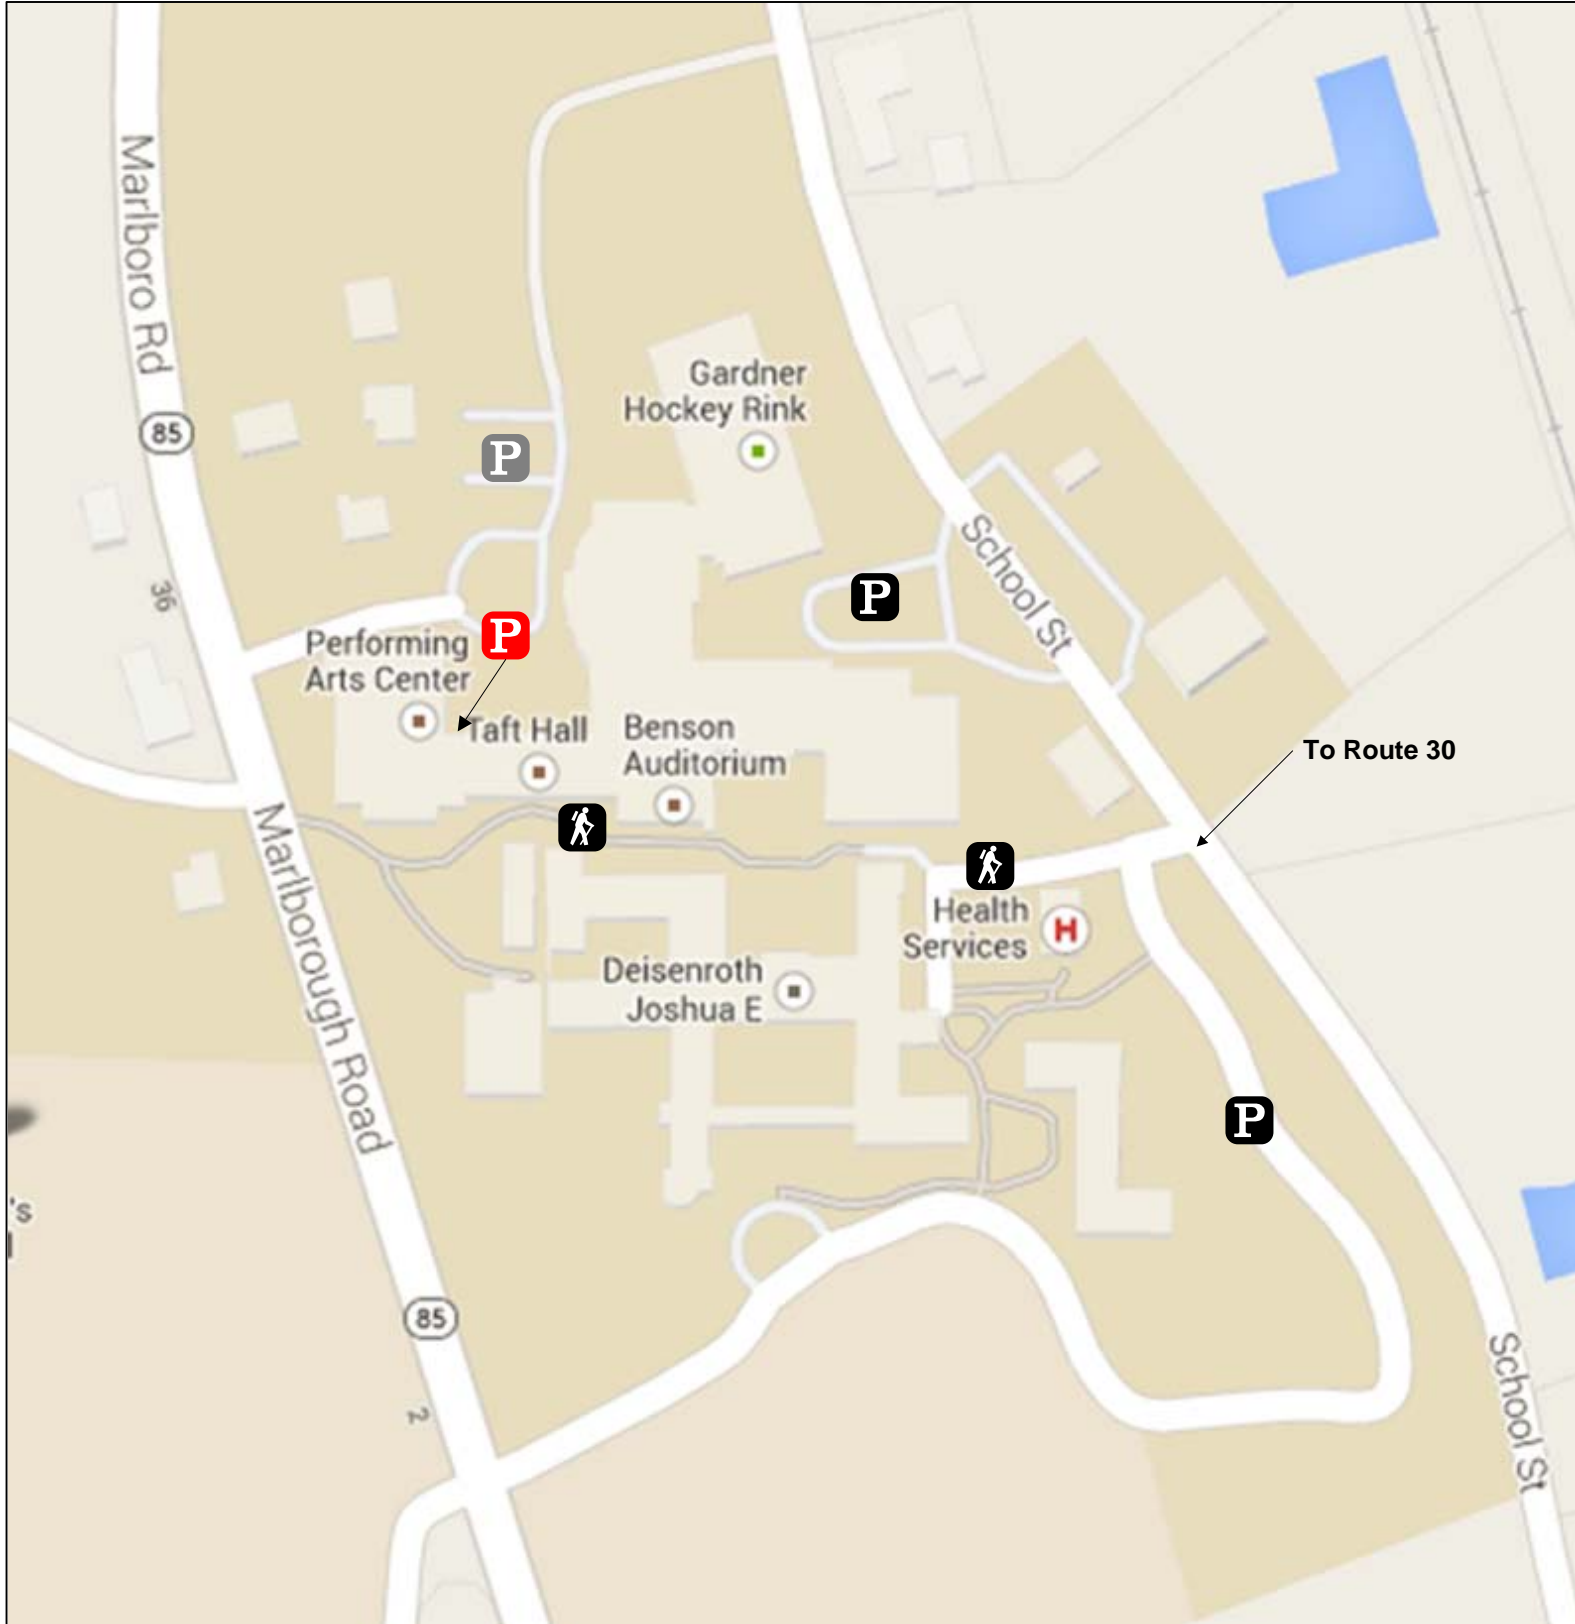 Marlboro Rd
Gardner
Hockey Rink
85
P
36
P
School St
P
Performing
Arts Center
Taft Hall
Benson
Auditorium
To Route 30
Marlborough Road
Health
Services
H
Deisenroth
Joshua E
P
's
85
2
School St